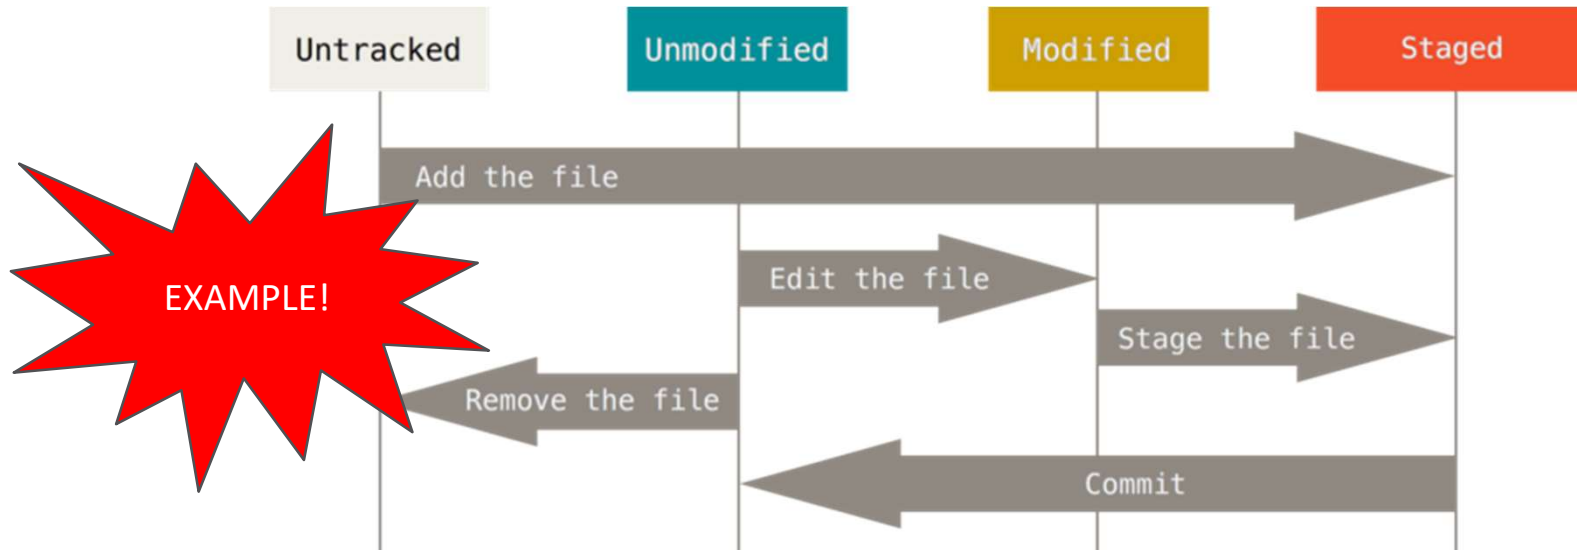 Untracked
Unmodified
Modified
Staged
Add the file
EXAMPLE!
Edit the file
Stage the file
Remove the file
Commit